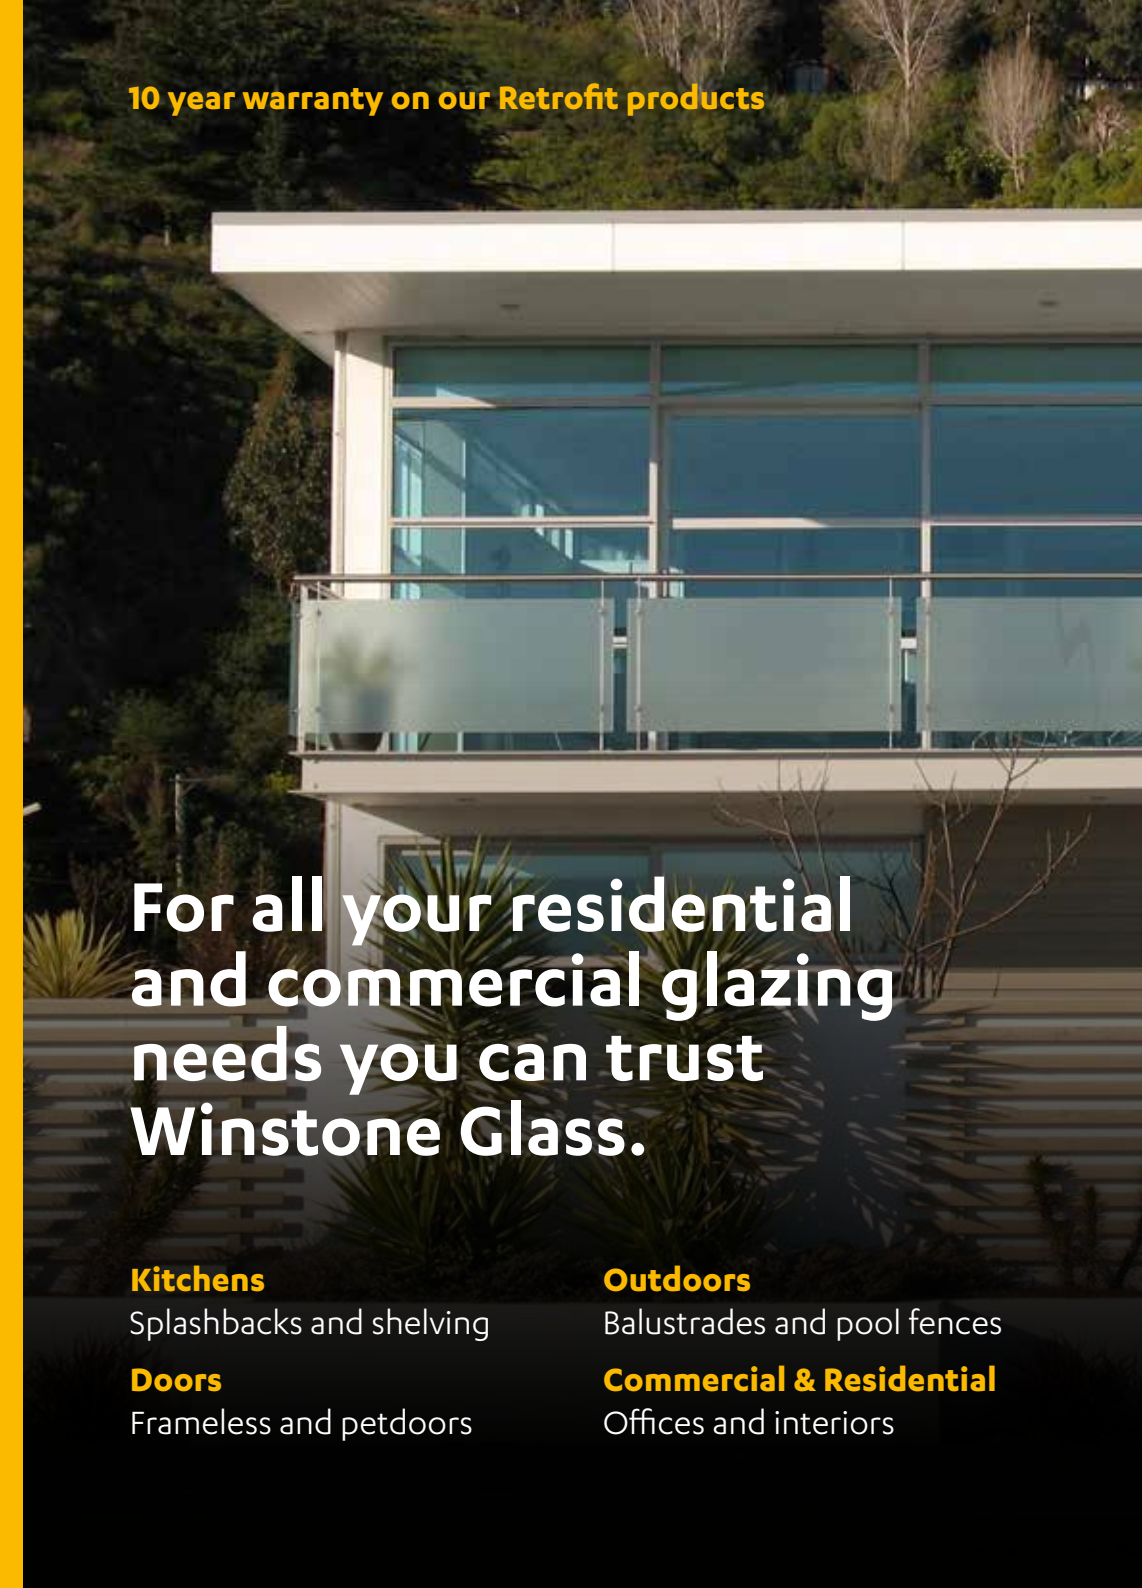 10 year warranty on our Retrofit products
For all your residential
and commercial glazing
needs you can trust
Winstone Glass.
Kitchens
Splashbacks and shelving
Doors
Frameless and petdoors
Outdoors
Balustrades and pool fences
Commercial & Residential
Offices and interiors